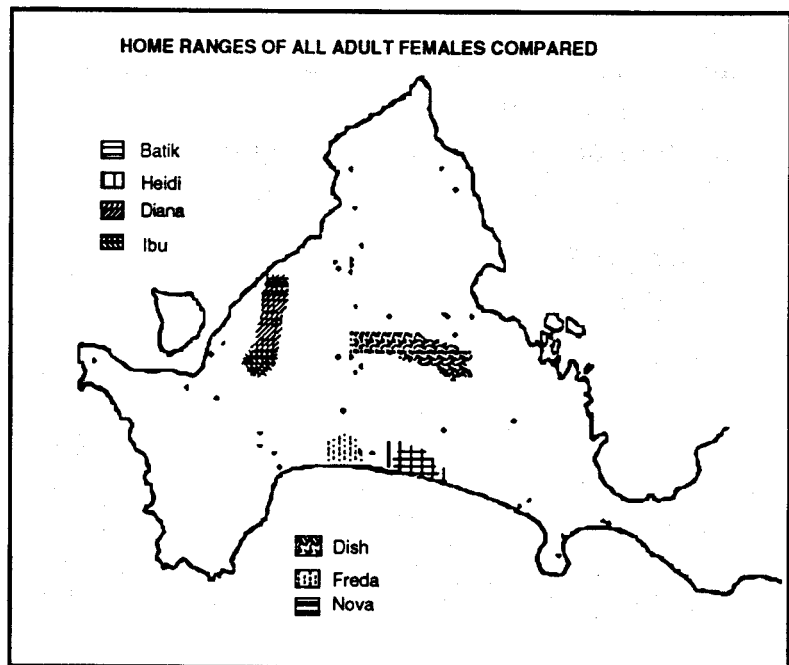 HOME RANGES OF ALL ADULT FEMALES COMPARED
Batik
Heidi
Diana
Ibu
Dish
Freda
Nova